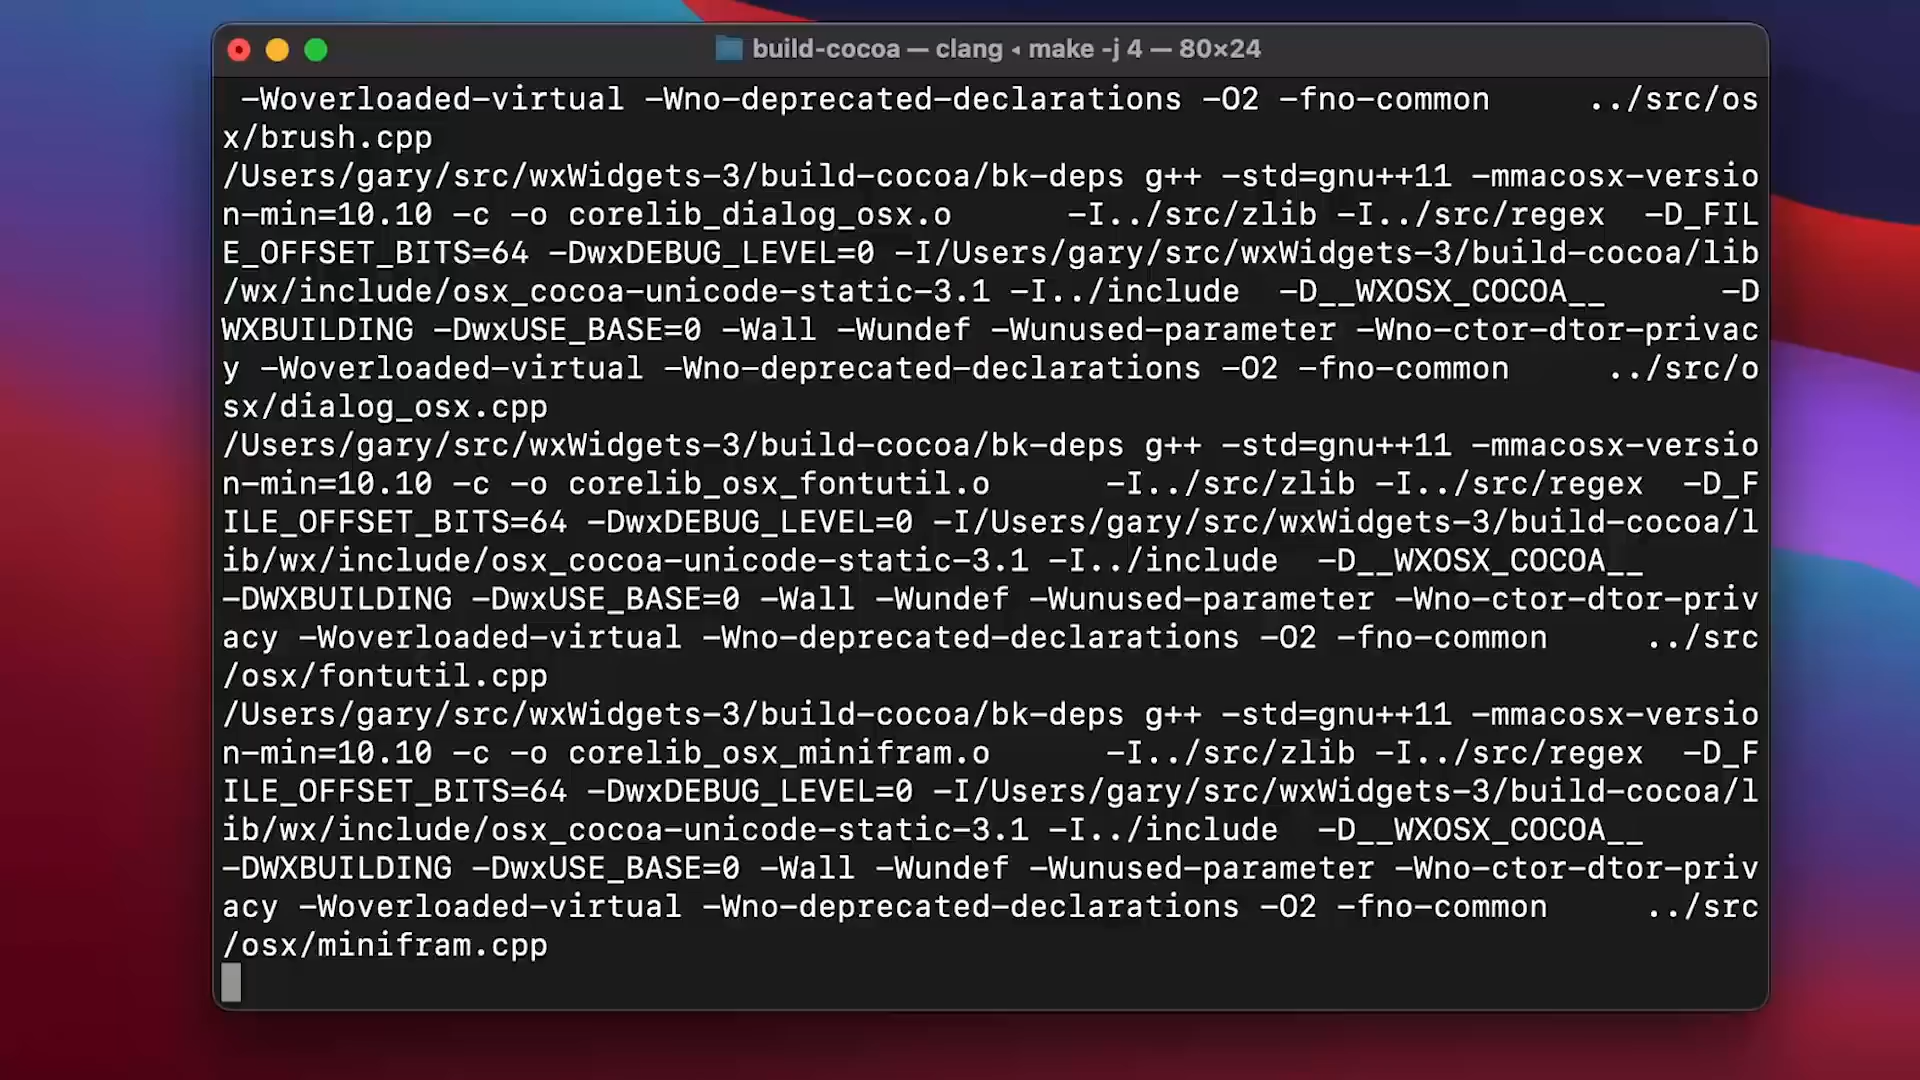 build-cocoa — clang ◂ make -j 4 — 80×24
-Woverloaded-virtual -Wno-deprecated-declarations -O2 -fno-common     ../src/os
x/brush.cpp
/Users/gary/src/wxWidgets-3/build-cocoa/bk-deps g++ -std=gnu++11 -mmacosx-versio
n-min=10.10 -c -o corelib_dialog_osx.o      -I../src/zlib -I../src/regex  -D_FIL
E_OFFSET_BITS=64 -DwxDEBUG_LEVEL=0 -I/Users/gary/src/wxWidgets-3/build-cocoa/lib
/wx/include/osx_cocoa-unicode-static-3.1 -I../include  -D__WXOSX_COCOA__      -D
WXBUILDING -DwxUSE_BASE=0 -Wall -Wundef -Wunused-parameter -Wno-ctor-dtor-privac
y -Woverloaded-virtual -Wno-deprecated-declarations -O2 -fno-common     ../src/o
sx/dialog_osx.cpp
/Users/gary/src/wxWidgets-3/build-cocoa/bk-deps g++ -std=gnu++11 -mmacosx-versio
n-min=10.10 -c -o corelib_osx_fontutil.o      -I../src/zlib -I../src/regex  -D_F
ILE_OFFSET_BITS=64 -DwxDEBUG_LEVEL=0 -I/Users/gary/src/wxWidgets-3/build-cocoa/l
ib/wx/include/osx_cocoa-unicode-static-3.1 -I../include  -D__WXOSX_COCOA__
-DWXBUILDING -DwxUSE_BASE=0 -Wall -Wundef -Wunused-parameter -Wno-ctor-dtor-priv
acy -Woverloaded-virtual -Wno-deprecated-declarations -O2 -fno-common     ../src
/osx/fontutil.cpp
/Users/gary/src/wxWidgets-3/build-cocoa/bk-deps g++ -std=gnu++11 -mmacosx-versio
n-min=10.10 -c -o corelib_osx_minifram.o      -I../src/zlib -I../src/regex  -D_F
ILE_OFFSET_BITS=64 -DwxDEBUG_LEVEL=0 -I/Users/gary/src/wxWidgets-3/build-cocoa/l
ib/wx/include/osx_cocoa-unicode-static-3.1 -I../include  -D__WXOSX_COCOA__
-DWXBUILDING -DwxUSE_BASE=0 -Wall -Wundef -Wunused-parameter -Wno-ctor-dtor-priv
acy -Woverloaded-virtual -Wno-deprecated-declarations -O2 -fno-common     ../src
/osx/minifram.cpp